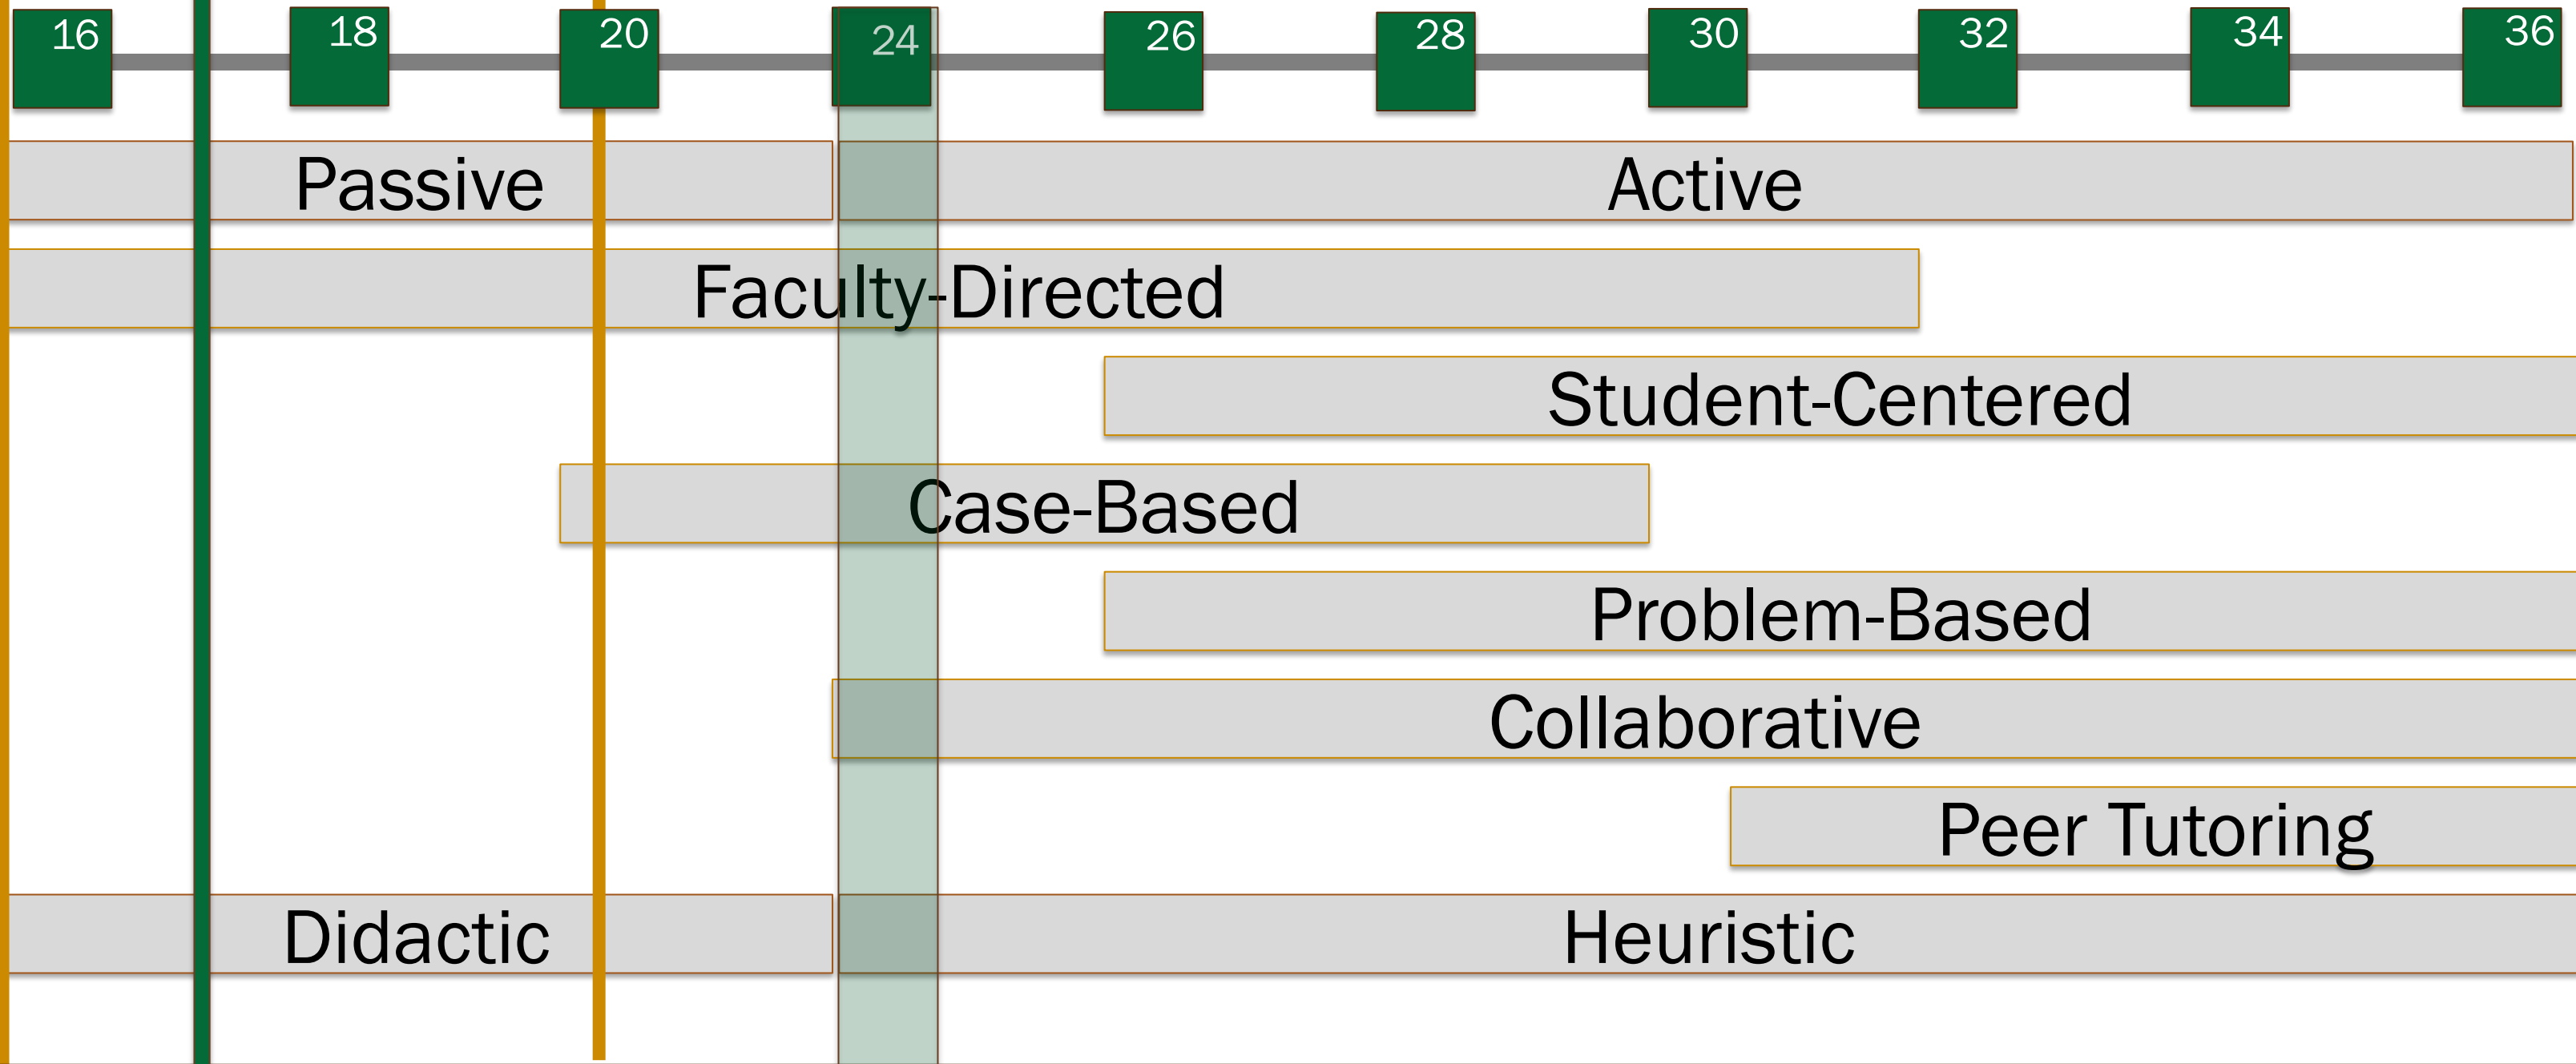 16 18 20 24 26 28 30 32 34 36
Passive Active
Faculty-Directed
Student-Centered
Case-Based
Problem-Based
Collaborative
Peer Tutoring
Didactic Heuristic